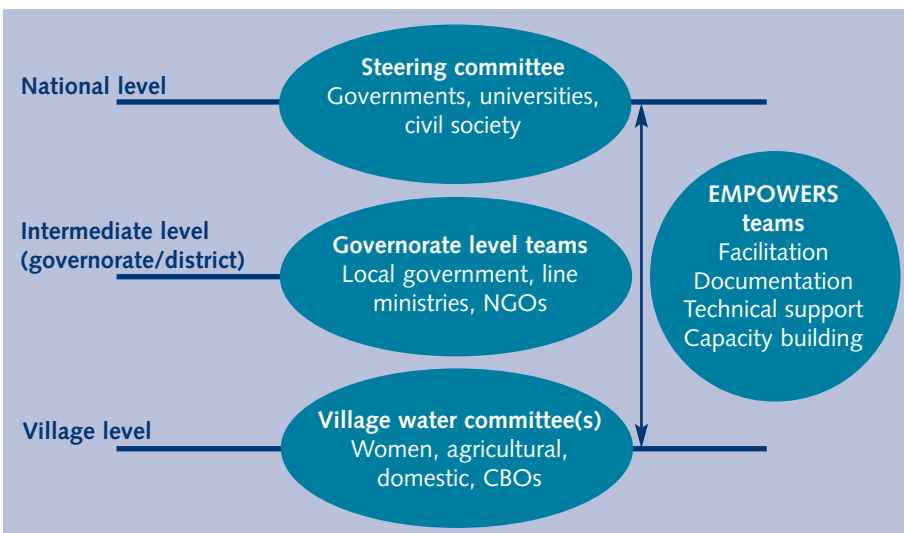 National level
Steering committee
Governments, universities,
civil society
Intermediate level
(governorate/district)
Governorate level teams
Local government, line
ministries, NGOs
Village level
Village water committee(s)
Women, agricultural,
domestic, CBOs
EMPOWERS
teams
Facilitation
Documentation
Technical support
Capacity building